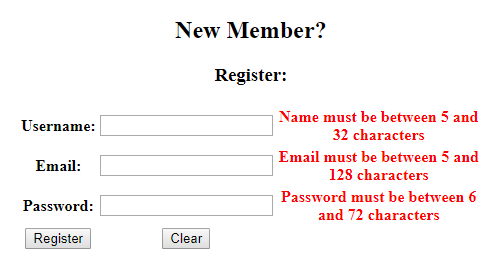 New Member?
Register:
Username:
Name must be between 5 and
32 characters
Email:
Email must be between 5 and
128 characters
Password:
Password must be between 6
and 72 characters
Register Clear